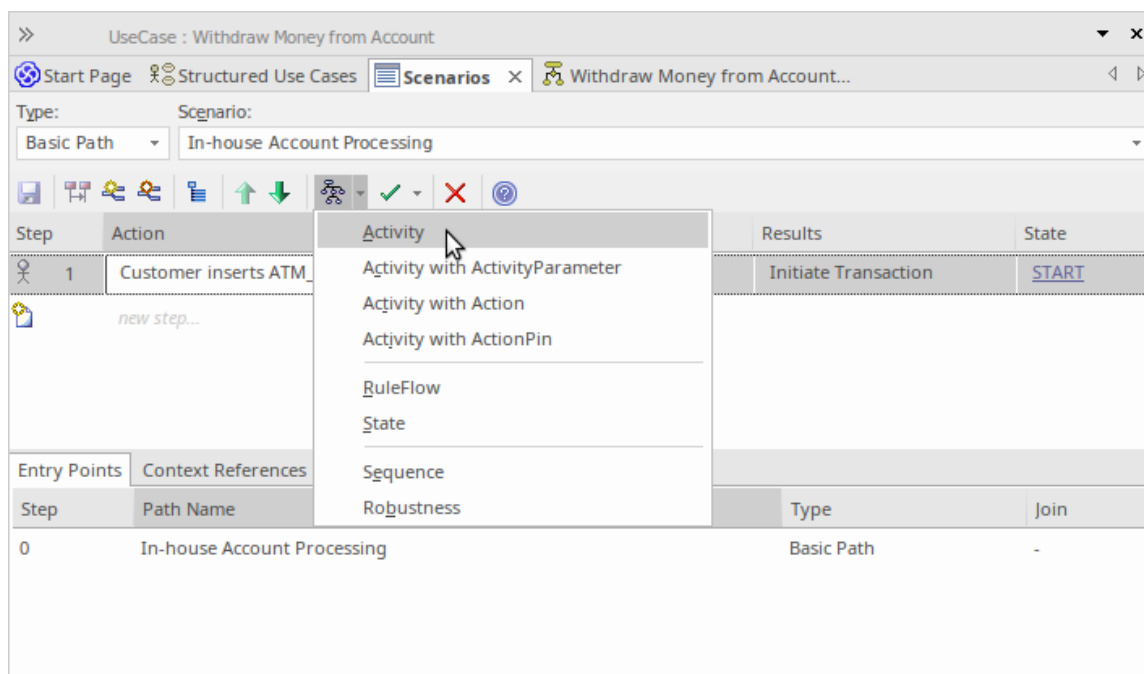 UseCase : Withdraw Money from Account
Start Page Structured Use Cases Scenarios Withdraw Money from Account...
Type: Scenario:
Basic Path In-house Account Processing
Step Action Results State
1 Customer inserts ATM_ Initiate Transaction START
new step...
Activity
Activity with ActivityParameter
Activity with Action
Activity with ActionPin
RuleFlow
State
Sequence
Robustness
Entry Points Context References
Step Path Name Type Join
0 In-house Account Processing Basic Path -